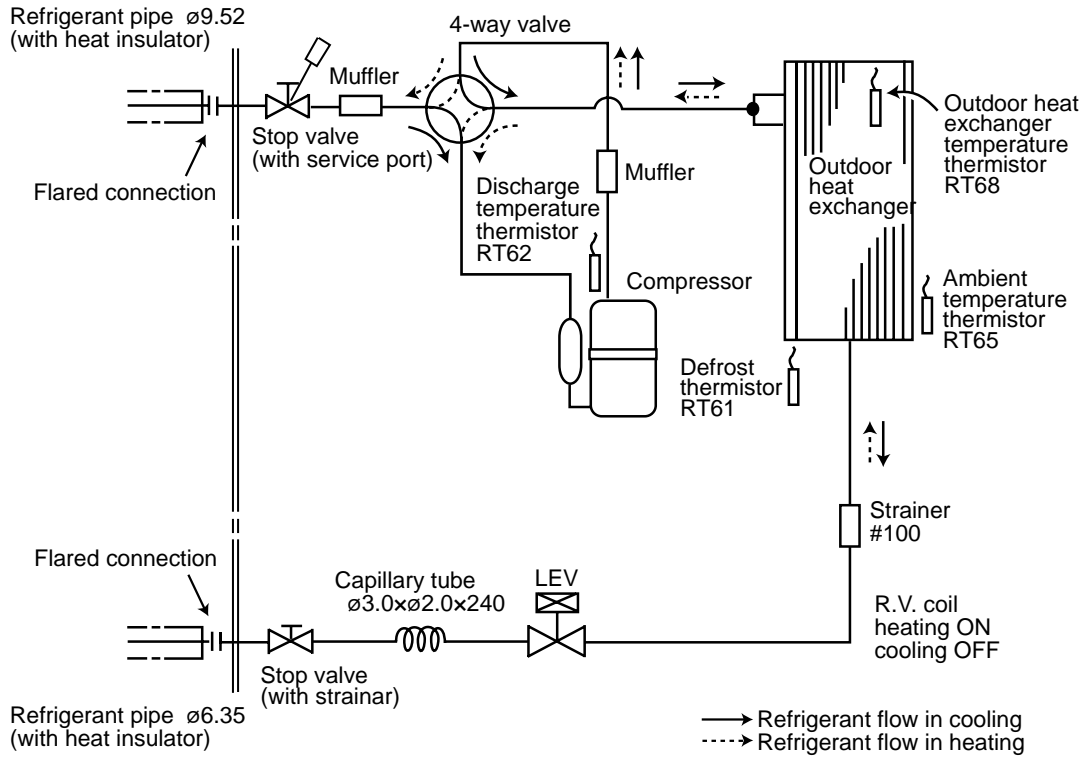 Refrigerant pipe ø9.52
(with heat insulator)
4-way valve
Muffler
Stop valve
(with service port)
Flared connection
Outdoor heat
exchanger
temperature
thermistor
RT68
Outdoor
heat
exchanger
Muffler
Discharge
temperature
thermistor
RT62
Compressor
Ambient
temperature
thermistor
RT65
Defrost
thermistor
RT61
Strainer
#100
Flared connection
Capillary tube
ø3.0×ø2.0×240
LEV
R.V. coil
heating ON
cooling OFF
Stop valve
(with strainar)
Refrigerant pipe ø6.35
(with heat insulator)
Refrigerant flow in cooling
Refrigerant flow in heating